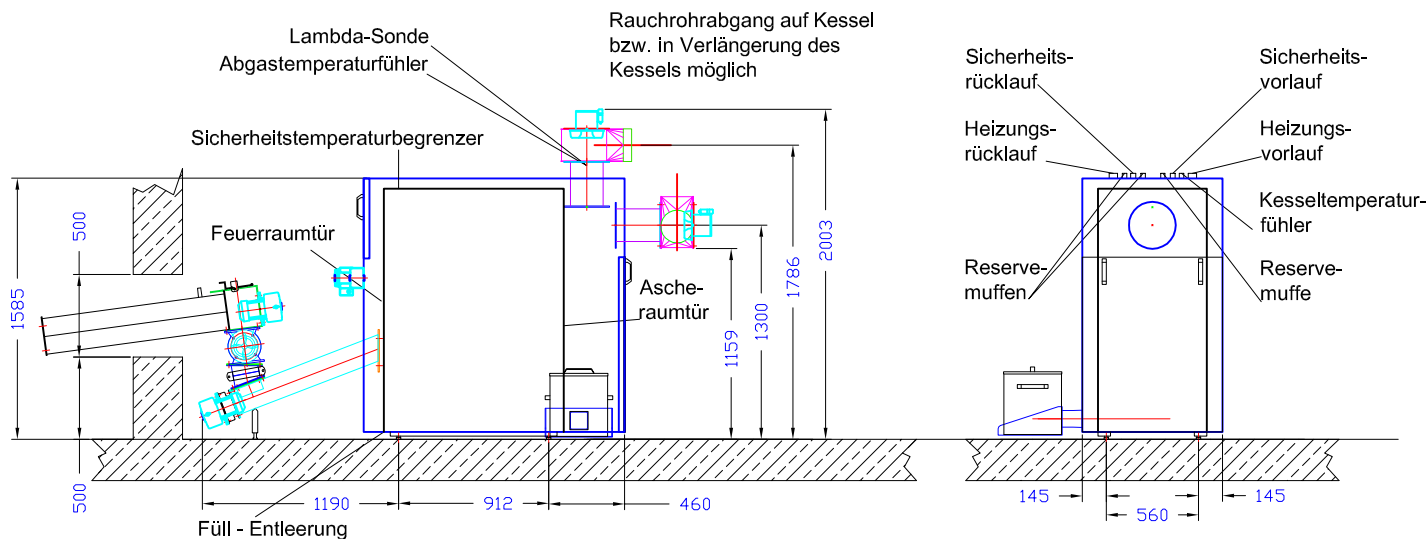 Lambda-Sonde
Abgastemperaturfühler
Rauchrohrabgang auf Kessel
bzw. in Verlängerung des
Kessels möglich
Sicherheitstemperaturbegrenzer
Feuerraumtür
Asche-
raumtür
Füll - Entleerung
1585
500
500
1190
912
460
1159
1300
1786
2003
Sicherheits-
rücklauf
Sicherheits-
vorlauf
Heizungs-
rücklauf
Heizungs-
vorlauf
Kesseltemperatur-
fühler
Reserve-
muffen
Reserve-
muffe
145
560
145